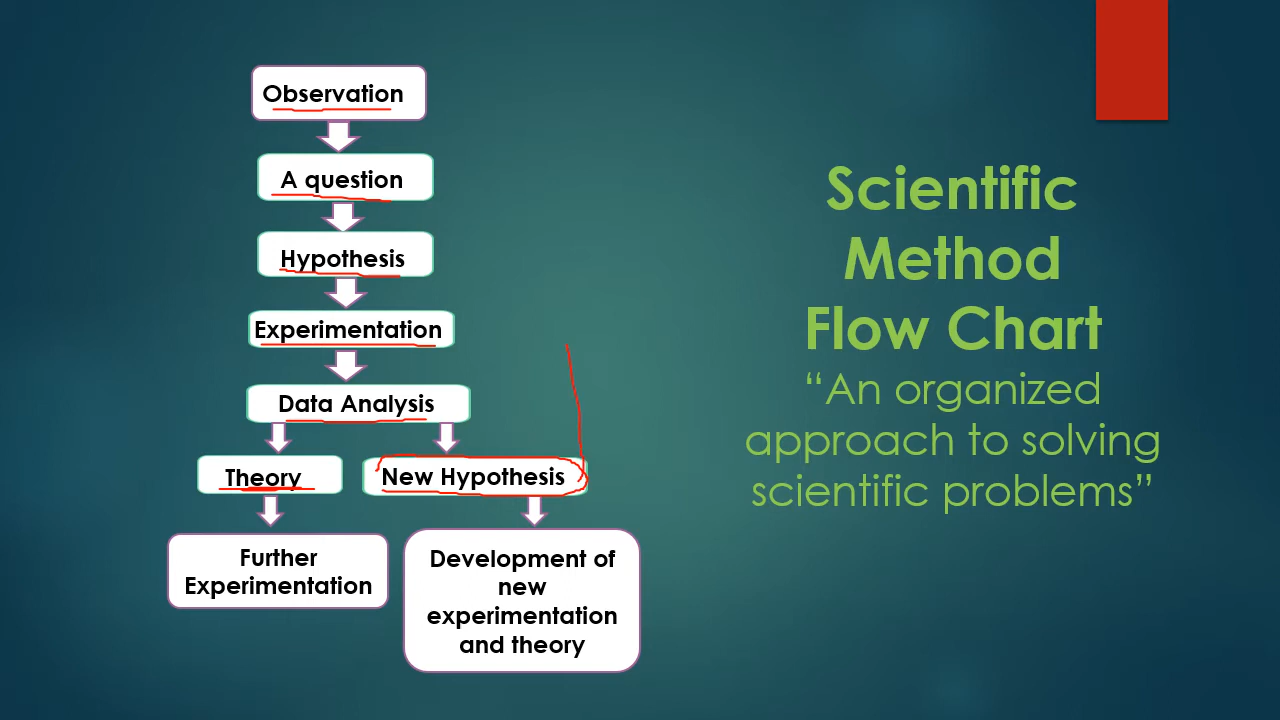 Observation
A question
Hypothesis
Experimentation
Data Analysis
Theory
New Hypothesis
Further
Experimentation
Development of
new
experimentation
and theory
Scientific
Method
Flow Chart
“An organized
approach to solving
scientific problems”